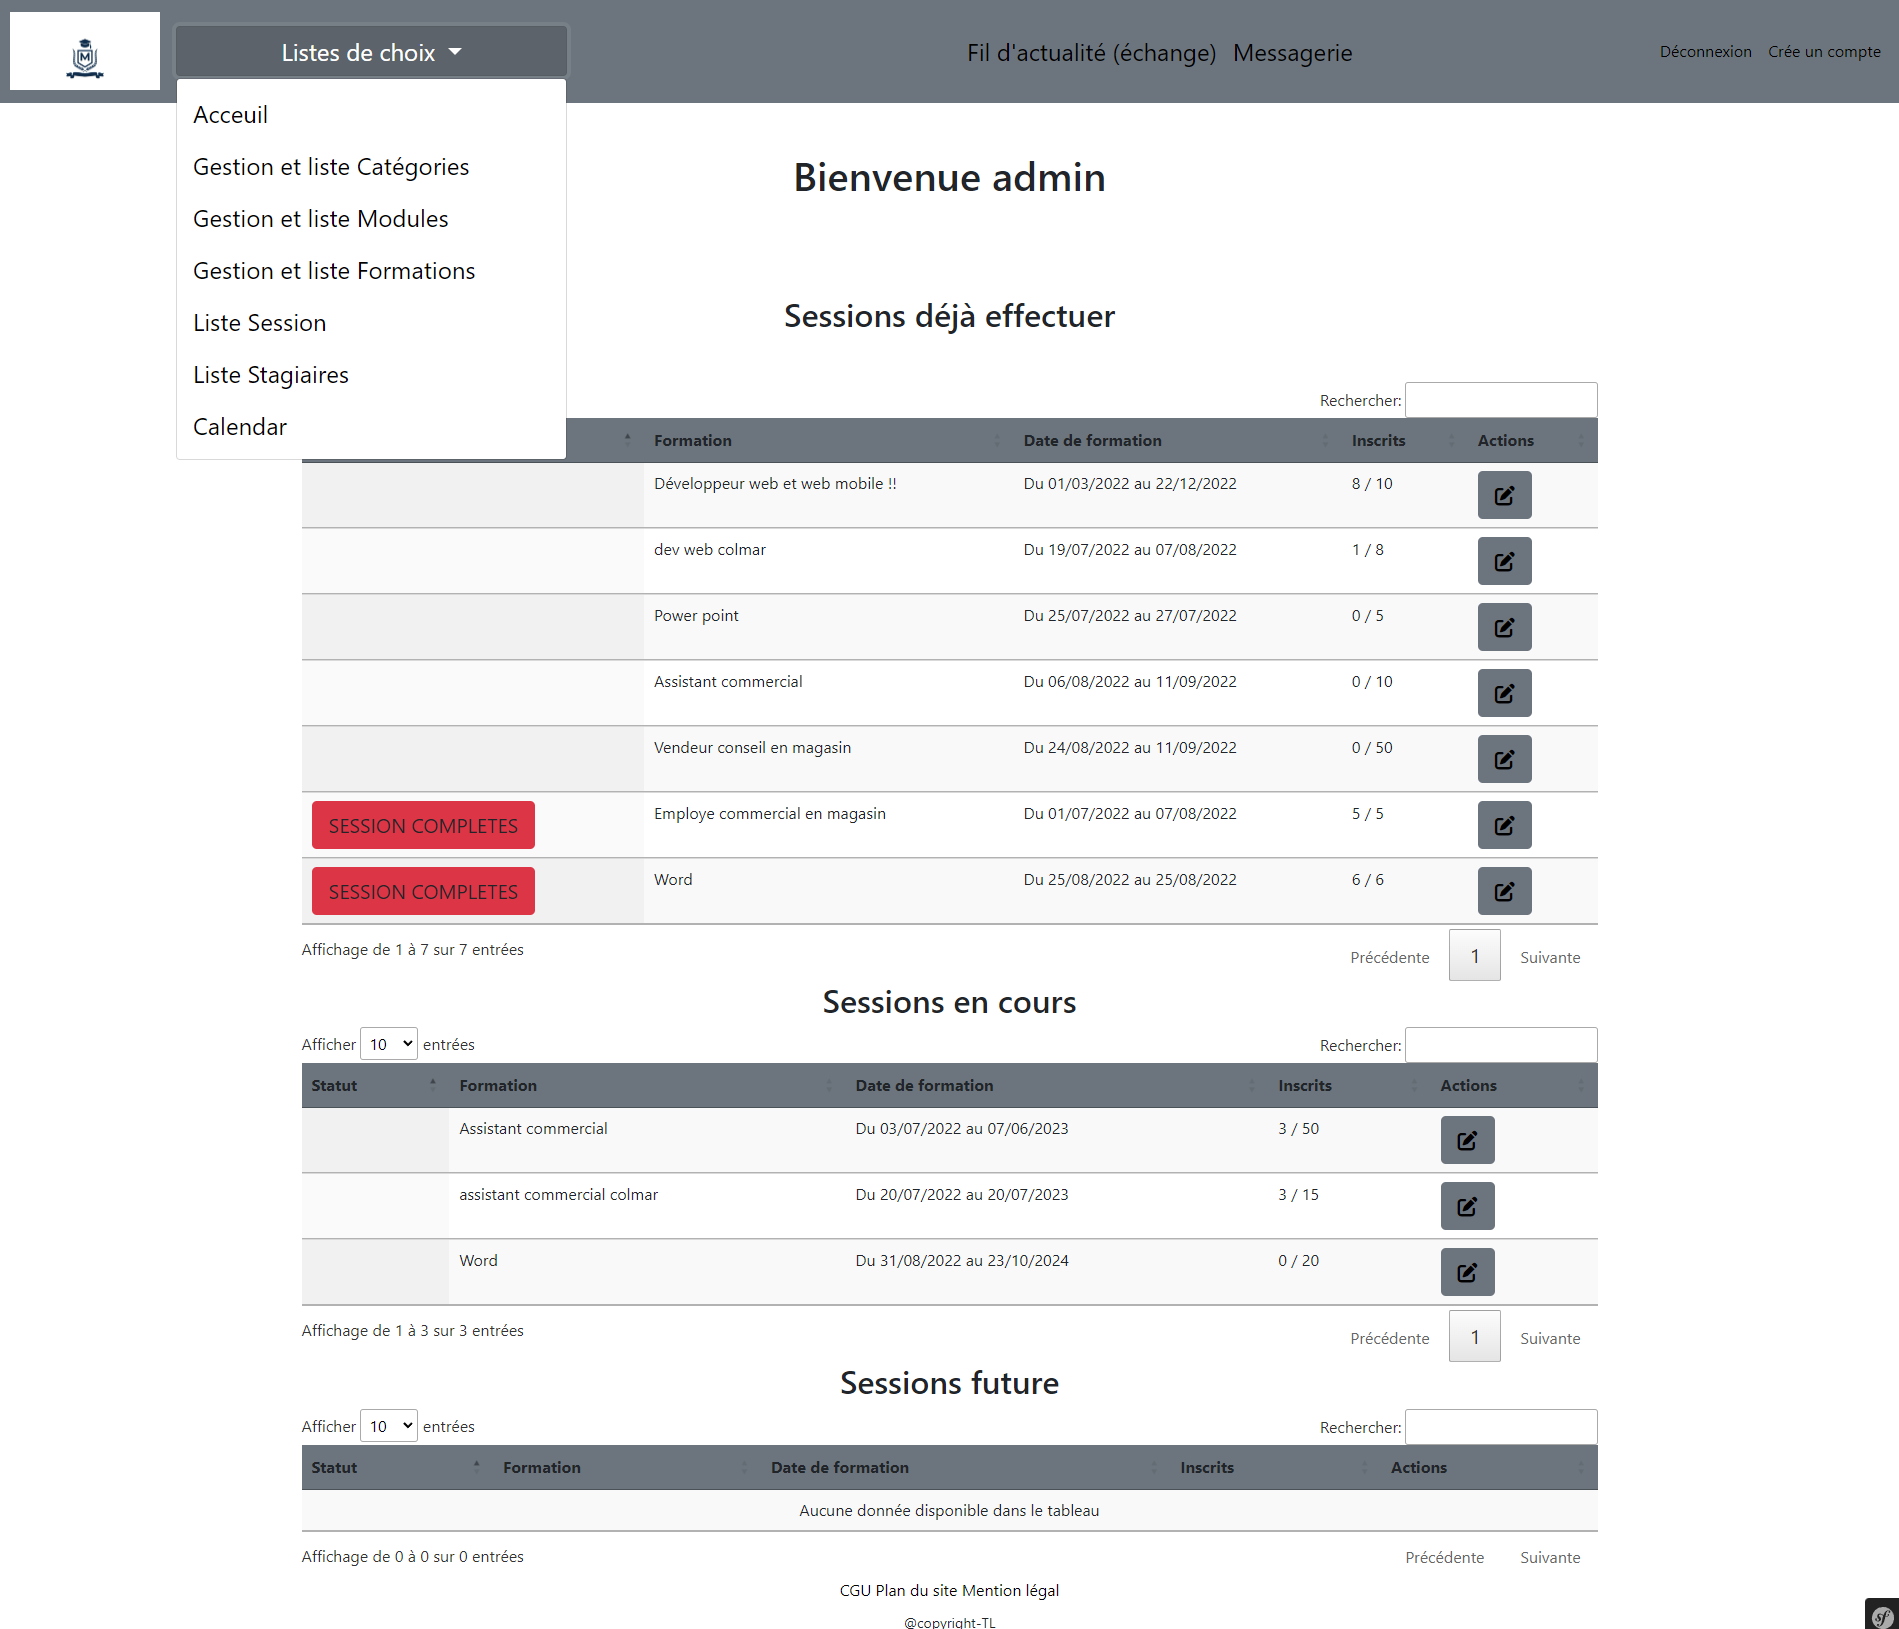 M
Listes de choix
Fil d'actualité (échange) Messagerie
Déconnexion Crée un compte
Acceuil
Gestion et liste Catégories
Gestion et liste Modules
Gestion et liste Formations
Liste Session
Liste Stagiaires
Calendar
Bienvenue admin
Sessions déjà effectuer
Rechercher:
Formation Date de formation Inscrits Actions
Développeur web et web mobile !! Du 01/03/2022 au 22/12/2022 8 / 10
dev web colmar Du 19/07/2022 au 07/08/2022 1 / 8
Power point Du 25/07/2022 au 27/07/2022 0 / 5
Assistant commercial Du 06/08/2022 au 11/09/2022 0 / 10
Vendeur conseil en magasin Du 24/08/2022 au 11/09/2022 0 / 50
SESSION COMPLETES Employe commercial en magasin Du 01/07/2022 au 07/08/2022 5 / 5
SESSION COMPLETES Word Du 25/08/2022 au 25/08/2022 6 / 6
Affichage de 1 à 7 sur 7 entrées Précédente 1 Suivante
Sessions en cours
Afficher 10 entrées Rechercher:
Statut Formation Date de formation Inscrits Actions
Assistant commercial Du 03/07/2022 au 07/06/2023 3 / 50
assistant commercial colmar Du 20/07/2022 au 20/07/2023 3 / 15
Word Du 31/08/2022 au 23/10/2024 0 / 20
Affichage de 1 à 3 sur 3 entrées Précédente 1 Suivante
Sessions future
Afficher 10 entrées Rechercher:
Statut Formation Date de formation Inscrits Actions
Aucune donnée disponible dans le tableau
Affichage de 0 à 0 sur 0 entrées Précédente Suivante
CGU Plan du site Mention légal
@copyright-TL
sf